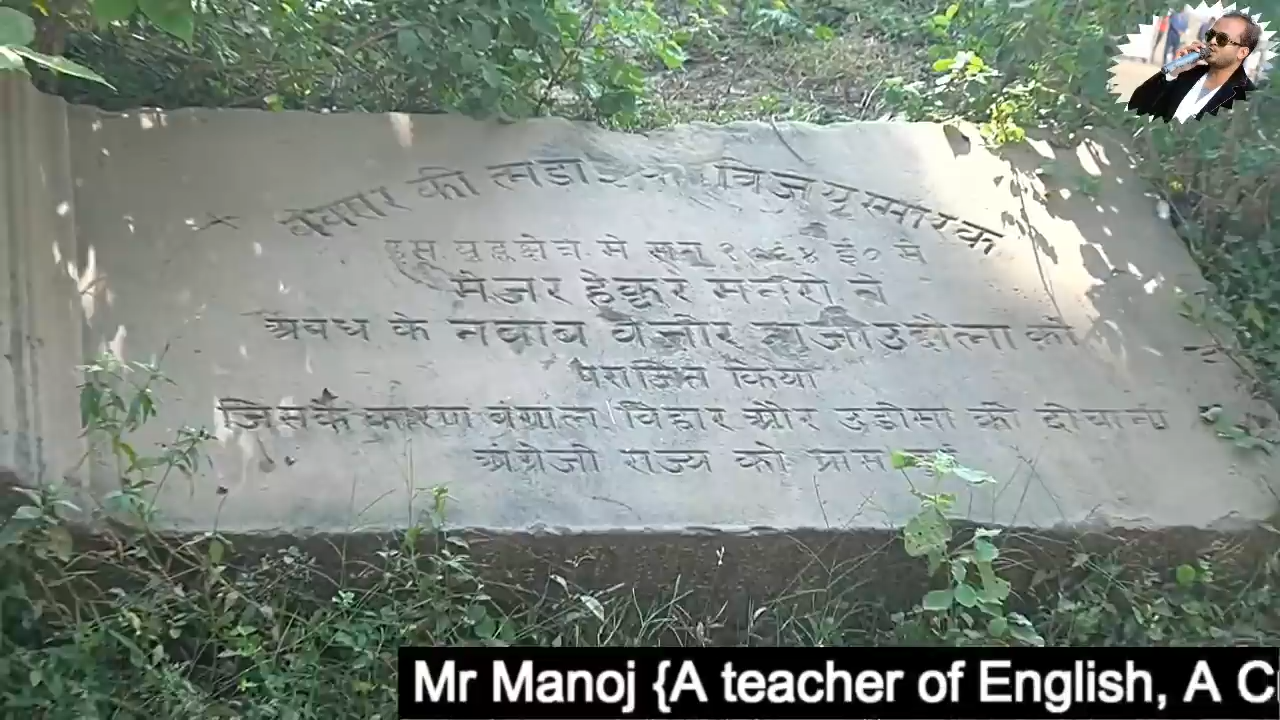 बक्सर की लड़ाई का विजय स्मारक
इस युद्धक्षेत्र मे सन् १७६४ ई० मे
मेजर हेक्टर मनरो ने
अवध के नवाब वजीर सुजाउद्दौला को
पराजित किया
जिसके कारण बंगाल विहार और उड़ीसा की दीवानी
अंग्रेजी राज्य को प्राप्त
Mr Manoj {A teacher of English, A C